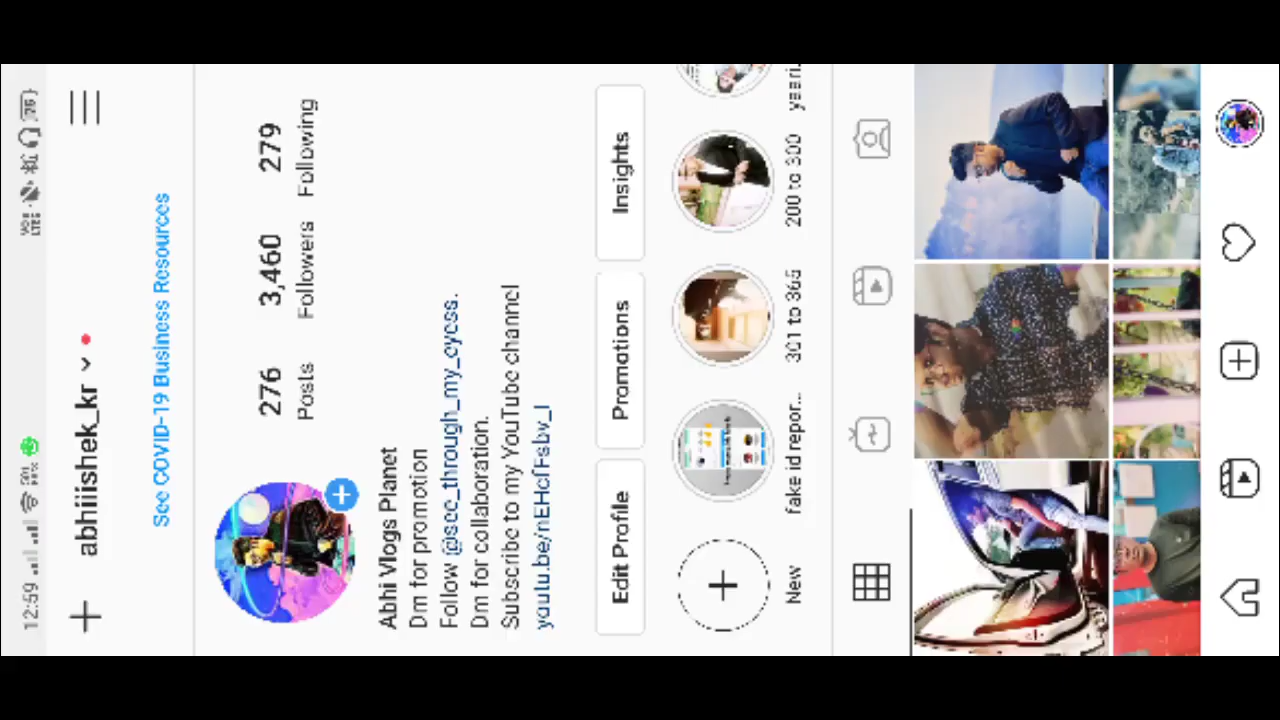 12:59
abhiiishek_kr
See COVID-19 Business Resources
276 3,460 279
Posts Followers Following
Abhi Vlogs Planet
Dm for promotion
Follow @see_through_my_eyess.
Dm for collaboration.
Subscribe to my YouTube channel
Edit Profile Promotions Insights
New fake id repor... 301 to 365 200 to 300 yaari.